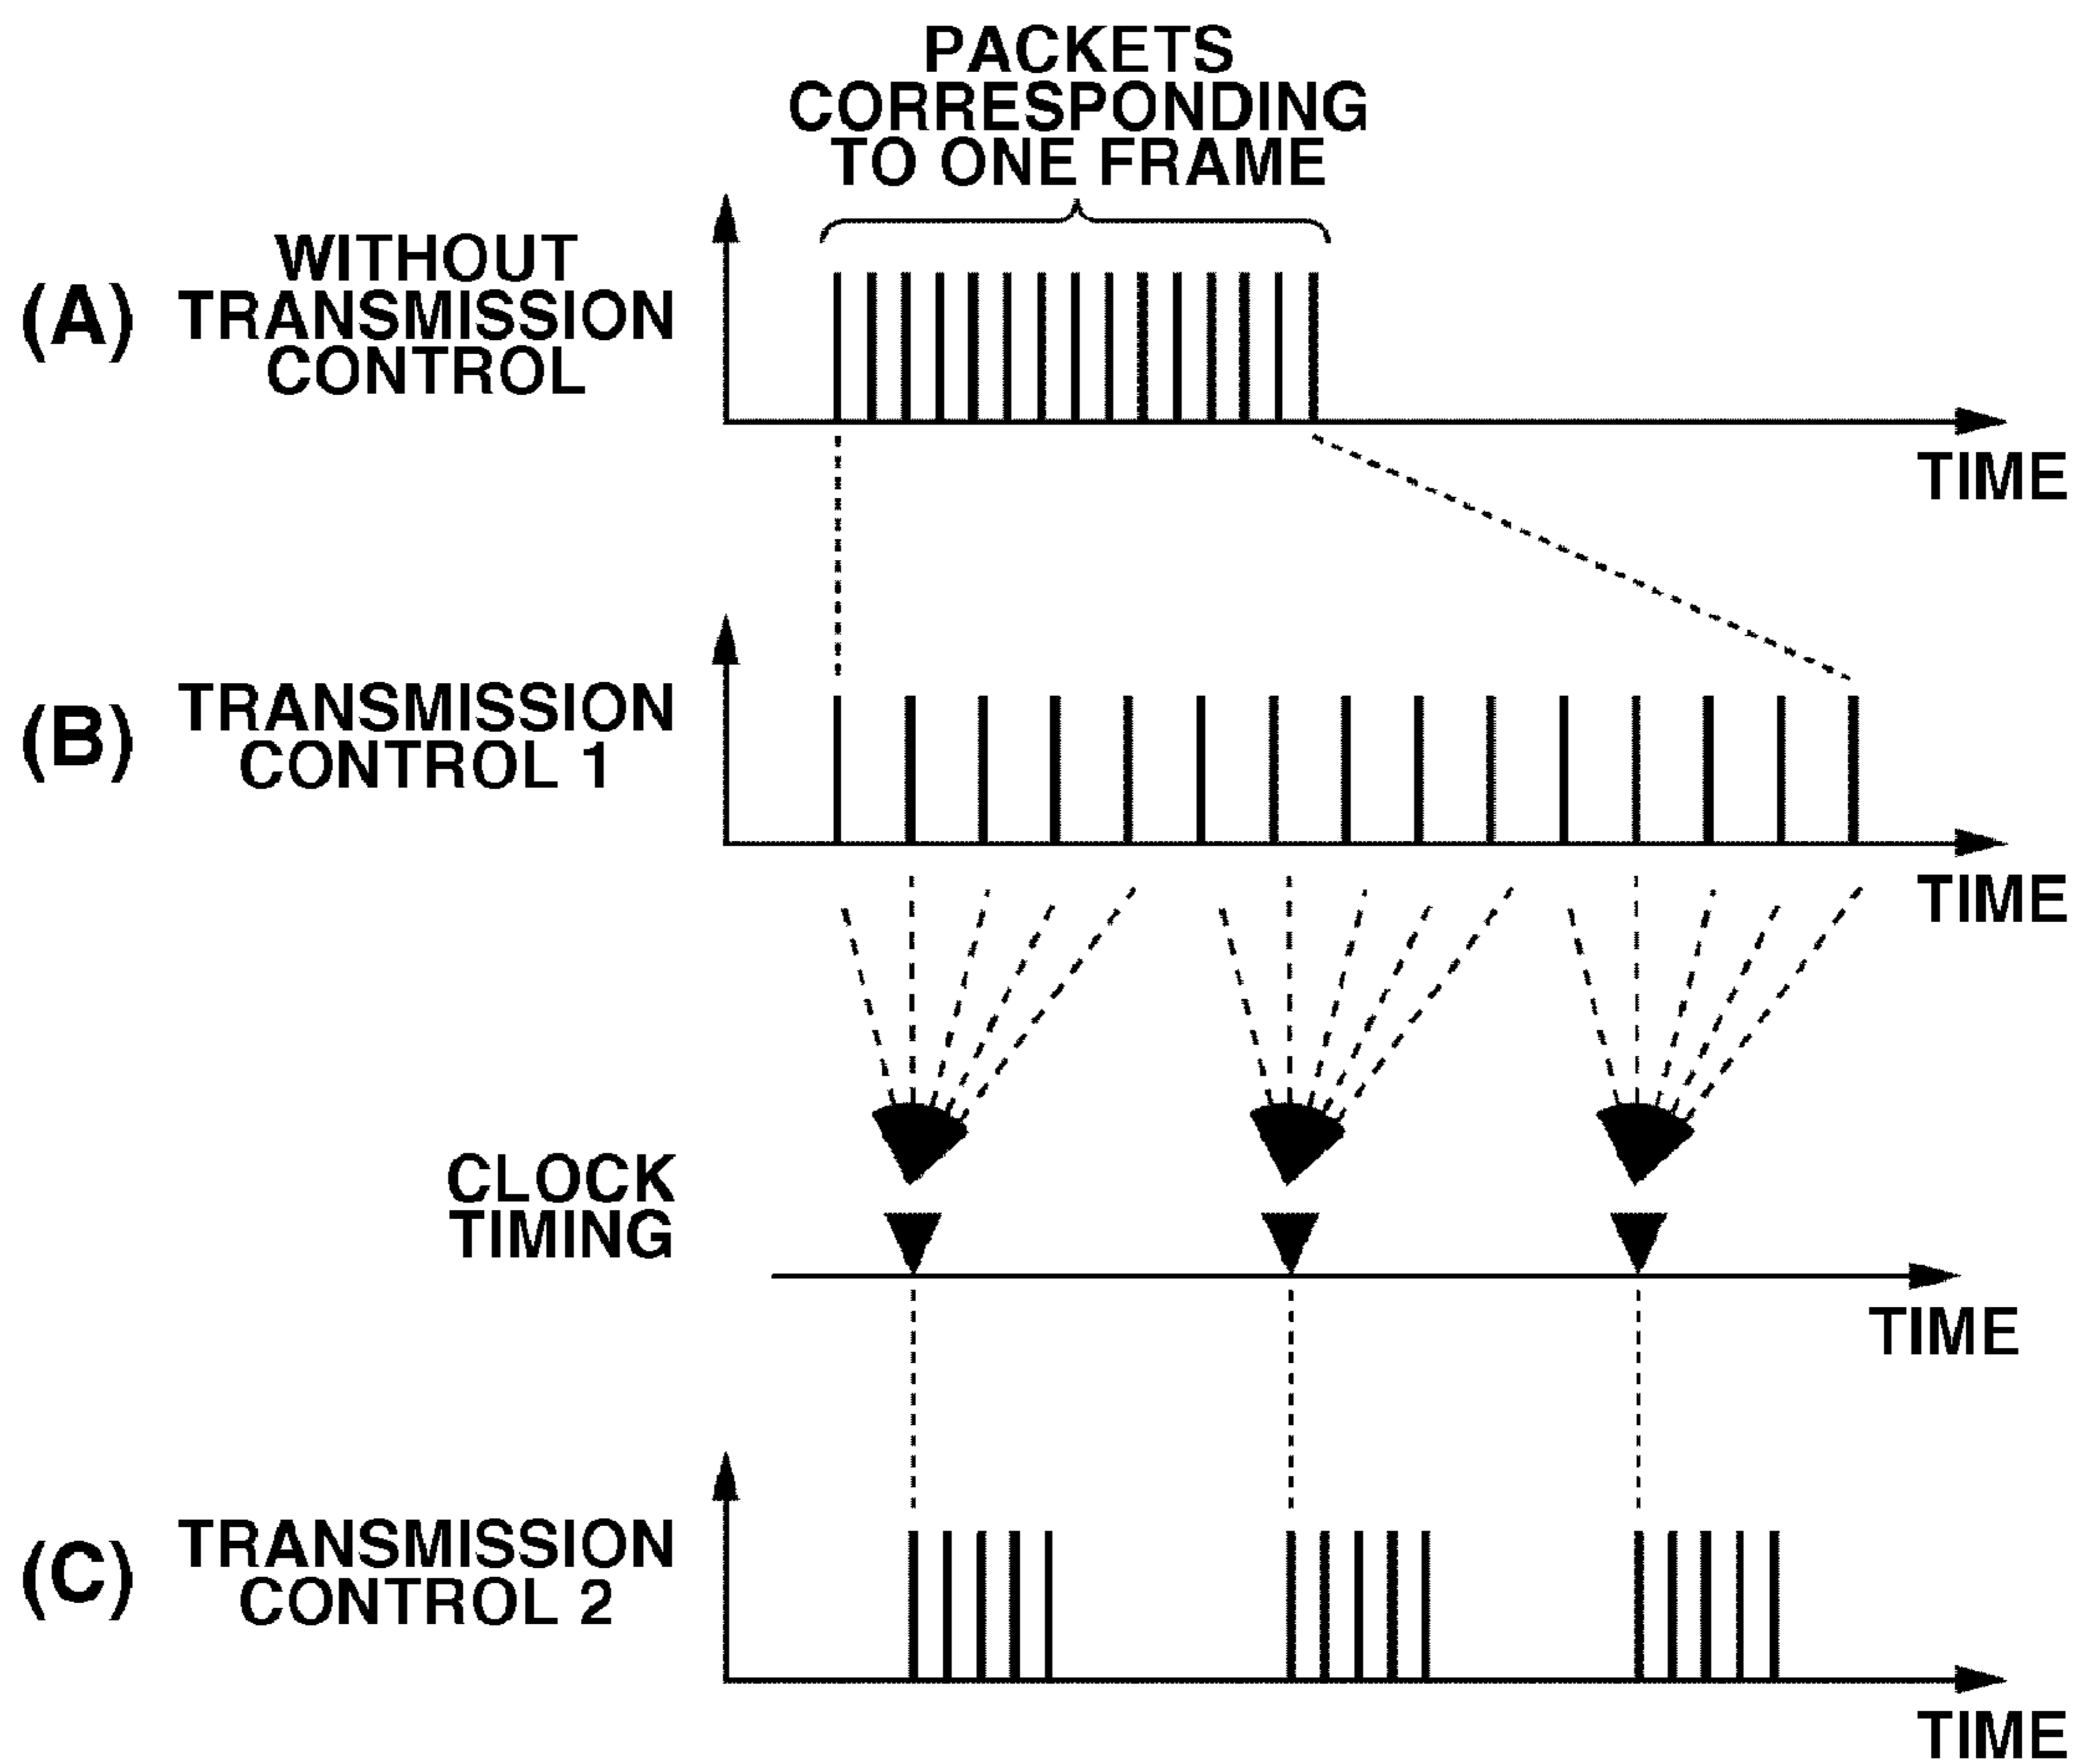 PACKETS
CORRESPONDING
TO ONE FRAME
(A)
WITHOUT
TRANSMISSION
CONTROL
TIME
(B)
TRANSMISSION
CONTROL 1
TIME
CLOCK
TIMING
TIME
(C)
TRANSMISSION
CONTROL 2
TIME